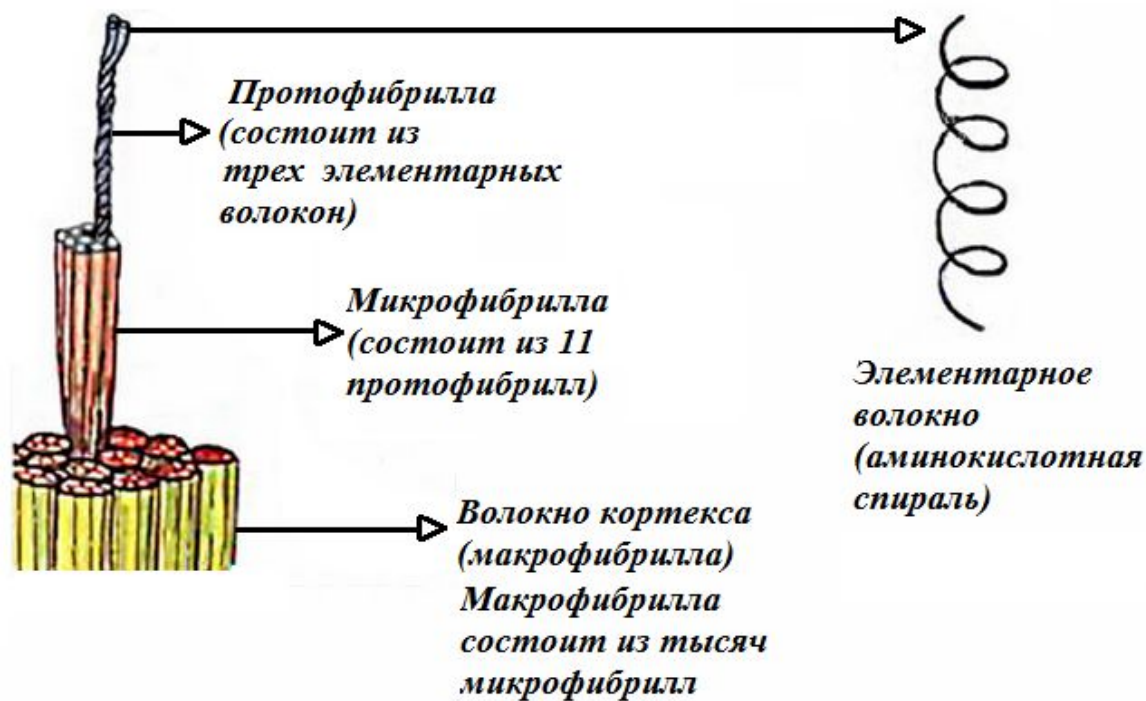 Протофибрилла
(состоит из
трех элементарных
волокон)
Микрофибрилла
(состоит из 11
протофибрилл)
Элементарное
волокно
(аминокислотная
спираль)
Волокно кортекса
(макрофибрилла)
Макрофибрилла
состоит из тысяч
микрофибрилл